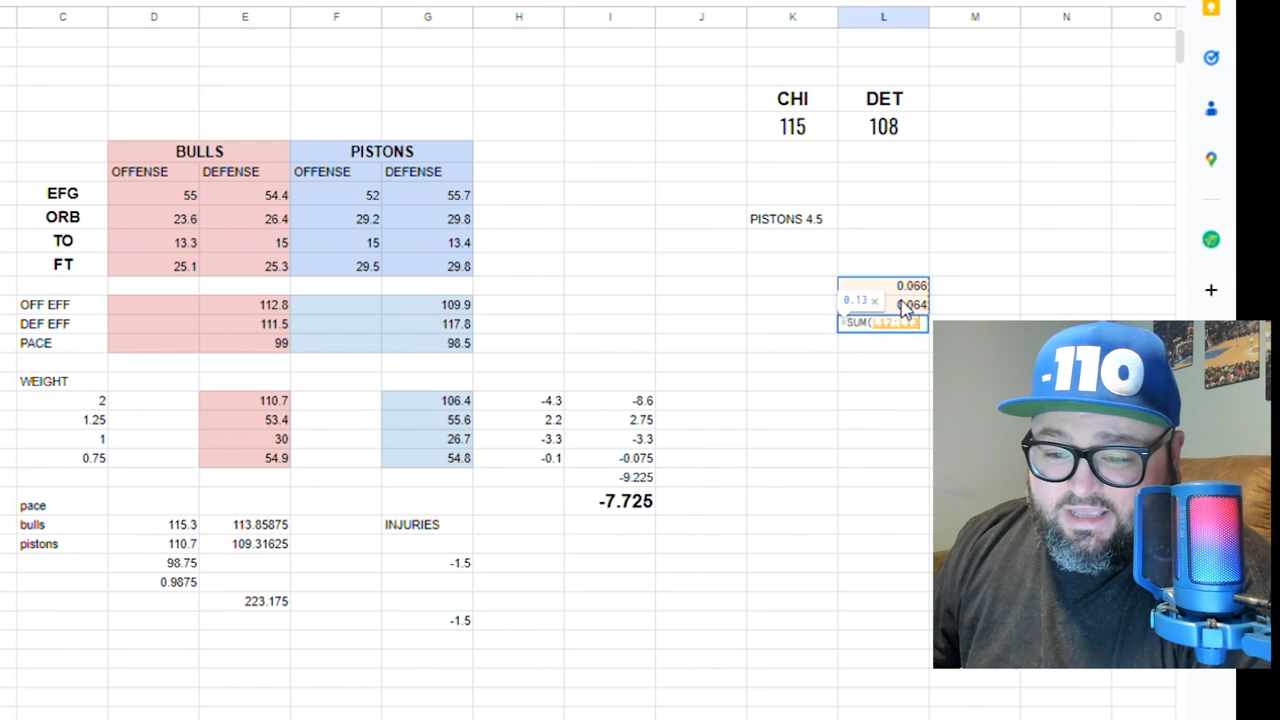 C D E F G H I J K L M N O
CHI DET
115 108
BULLS PISTONS
OFFENSE DEFENSE OFFENSE DEFENSE
EFG 55 54.4 52 55.7
ORB 23.6 26.4 29.2 29.8
PISTONS 4.5
TO 13.3 15 15 13.4
FT 25.1 25.3 29.5 29.8
0.066
OFF EFF 112.8 109.9
0.13 × 0.064
DEF EFF 111.5 117.8
=SUM(
PACE 99 98.5
WEIGHT
2 110.7 106.4 -4.3 -8.6
1.25 53.4 55.6 2.2 2.75
1 30 26.7 -3.3 -3.3
0.75 54.9 54.8 -0.1 -0.075
-9.225
pace -7.725
bulls 115.3 113.85875 INJURIES
pistons 110.7 109.31625
98.75 -1.5
0.9875
223.175
-1.5
-110